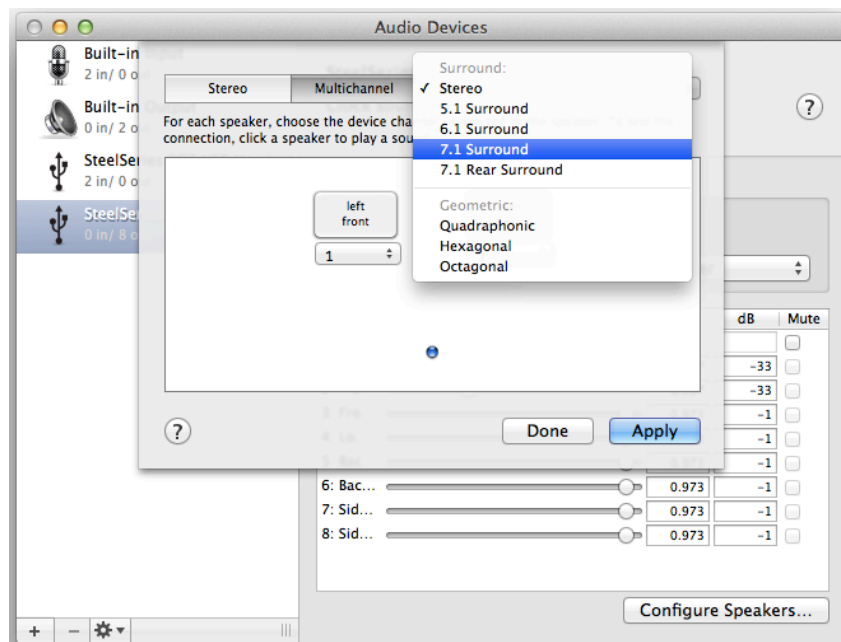 Audio Devices
Built-in Input
2 in/ 0 o
Built-in Output
0 in/ 2 o
SteelSeries
2 in/ 0 o
SteelSe
0 in/ 8 o
Stereo
Multichannel
Surround:
✓ Stereo
5.1 Surround
6.1 Surround
7.1 Surround
7.1 Rear Surround
Geometric:
Quadraphonic
Hexagonal
Octagonal
?
For each speaker, choose the device cha
connection, click a speaker to play a sou
left
front
1
?
Done
Apply
dB
Mute
-33
-33
-1
-1
-1
6: Bac... 0.973 -1
7: Sid... 0.973 -1
8: Sid... 0.973 -1
Configure Speakers...
+ −